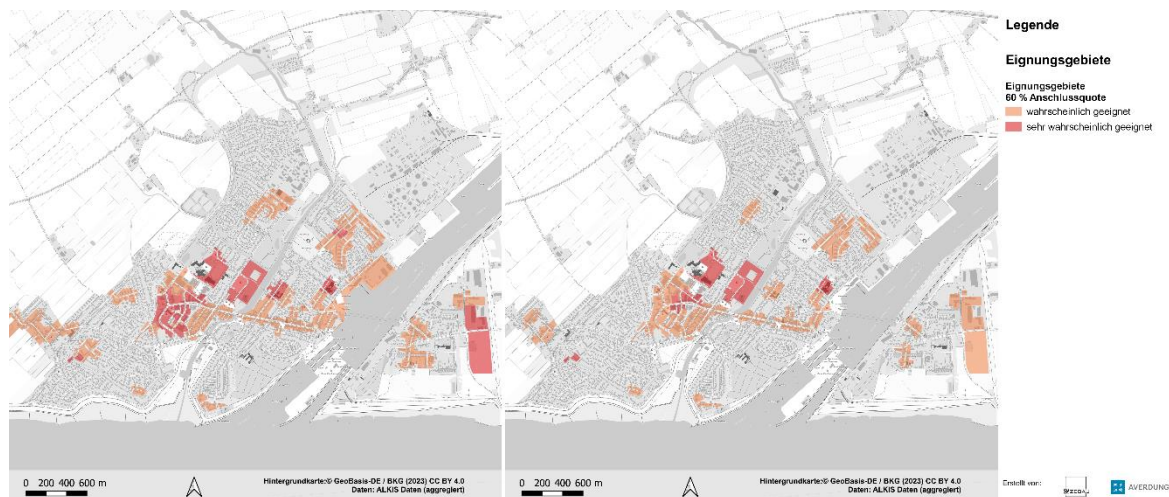 Legende
Eignungsgebiete
Eignungsgebiete
60 % Anschlussquote
wahrscheinlich geeignet
sehr wahrscheinlich geeignet
0 200 400 600 m
Hintergrundkarte:© GeoBasis-DE / BKG (2023) CC BY 4.0
Daten: ALKIS Daten (aggregiert)
0 200 400 600 m
Hintergrundkarte:© GeoBasis-DE / BKG (2023) CC BY 4.0
Daten: ALKIS Daten (aggregiert)
Erstellt von:
AVERDUNG